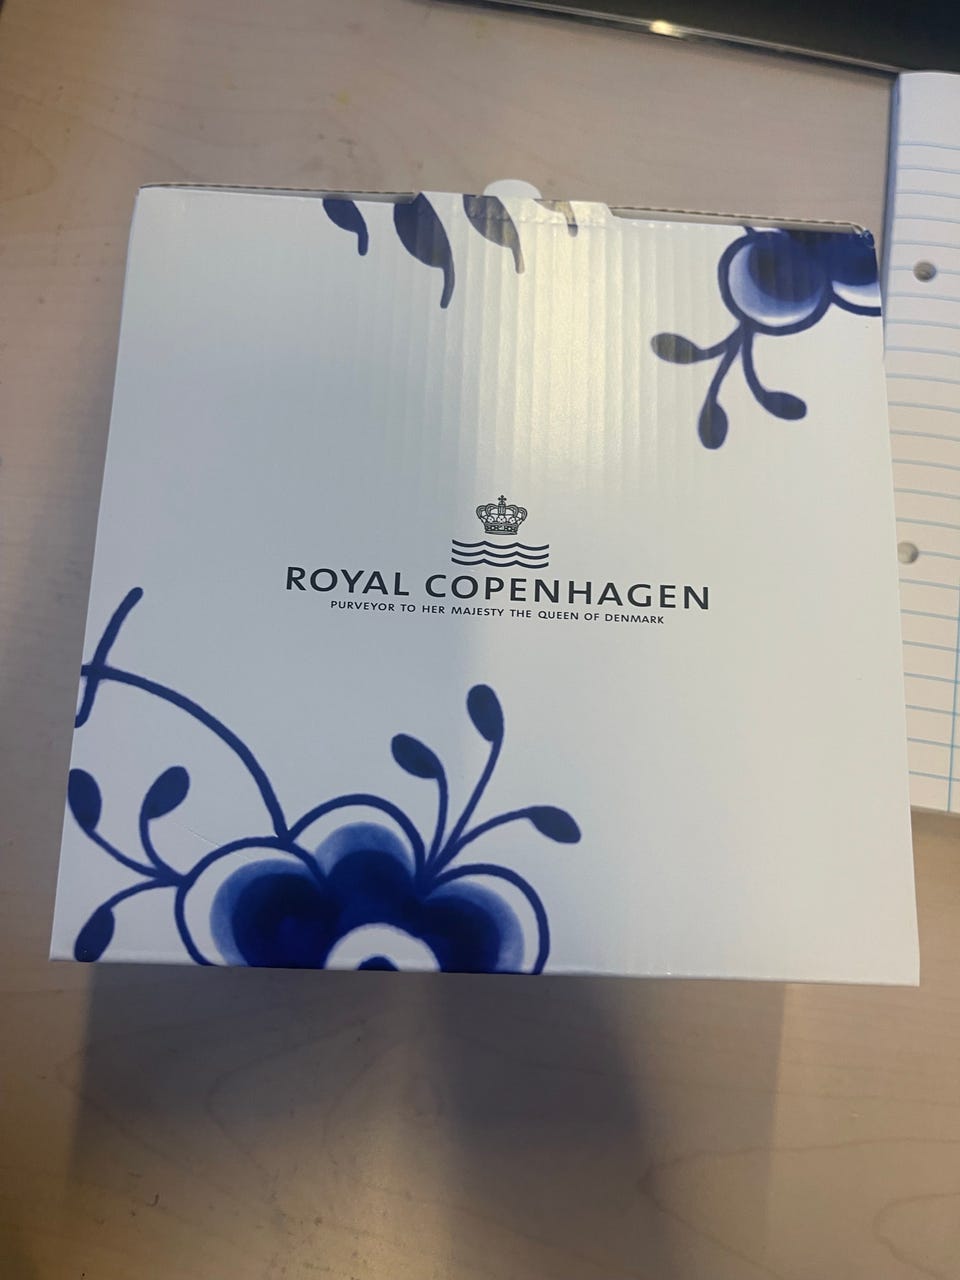 ROYAL COPENHAGEN
PURVEYOR TO HER MAJESTY THE QUEEN OF DENMARK